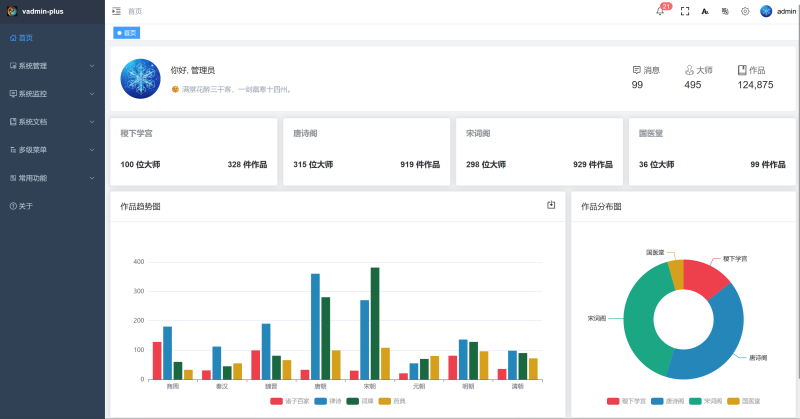 vadmin-plus
首页
21
admin
首页
首页
系统管理
系统监控
系统文档
多级菜单
常用功能
关于
你好, 管理员
满堂花醉三千客，一剑霜寒十四州。
消息
99
大师
495
作品
124,875
稷下学宫
100 位大师 328 件作品
唐诗阁
315 位大师 919 件作品
宋词阁
298 位大师 929 件作品
国医堂
36 位大师 99 件作品
作品趋势图
400
300
200
100
0
商周 秦汉 魏晋 唐朝 宋朝 元朝 明朝 清朝
诸子百家 律诗 词牌 药典
作品分布图
国医堂
稷下学宫
宋词阁
唐诗阁
稷下学宫 唐诗阁 宋词阁 国医堂